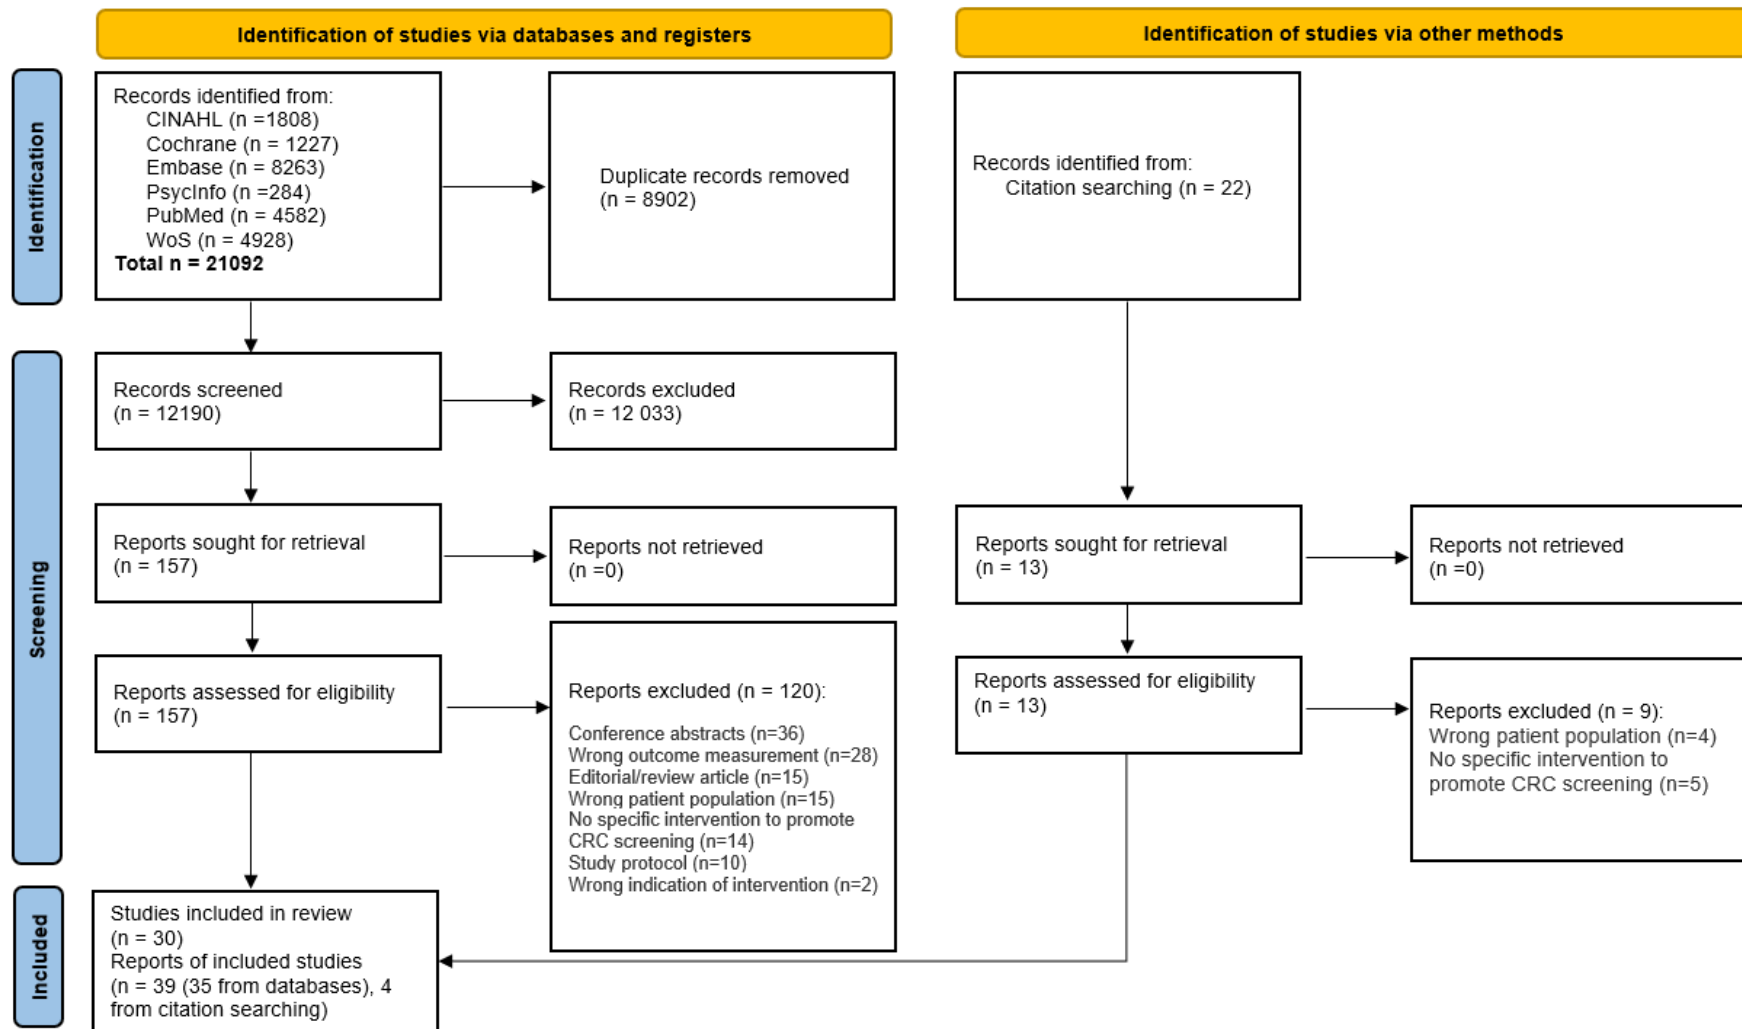 Identification of studies via databases and registers
Identification of studies via other methods
Identification
Records identified from:
CINAHL (n =1808)
Cochrane (n = 1227)
Embase (n = 8263)
PsycInfo (n =284)
PubMed (n = 4582)
WoS (n = 4928)
Total n = 21092
Duplicate records removed
(n = 8902)
Records identified from:
Citation searching (n = 22)
Screening
Records screened
(n = 12190)
Records excluded
(n = 12 033)
Reports sought for retrieval
(n = 157)
Reports not retrieved
(n =0)
Reports sought for retrieval
(n = 13)
Reports not retrieved
(n =0)
Reports assessed for eligibility
(n = 157)
Reports excluded (n = 120):
Conference abstracts (n=36)
Wrong outcome measurement (n=28)
Editorial/review article (n=15)
Wrong patient population (n=15)
No specific intervention to promote
CRC screening (n=14)
Study protocol (n=10)
Wrong indication of intervention (n=2)
Reports assessed for eligibility
(n = 13)
Reports excluded (n = 9):
Wrong patient population (n=4)
No specific intervention to
promote CRC screening (n=5)
Included
Studies included in review
(n = 30)
Reports of included studies
(n = 39 (35 from databases), 4
from citation searching)